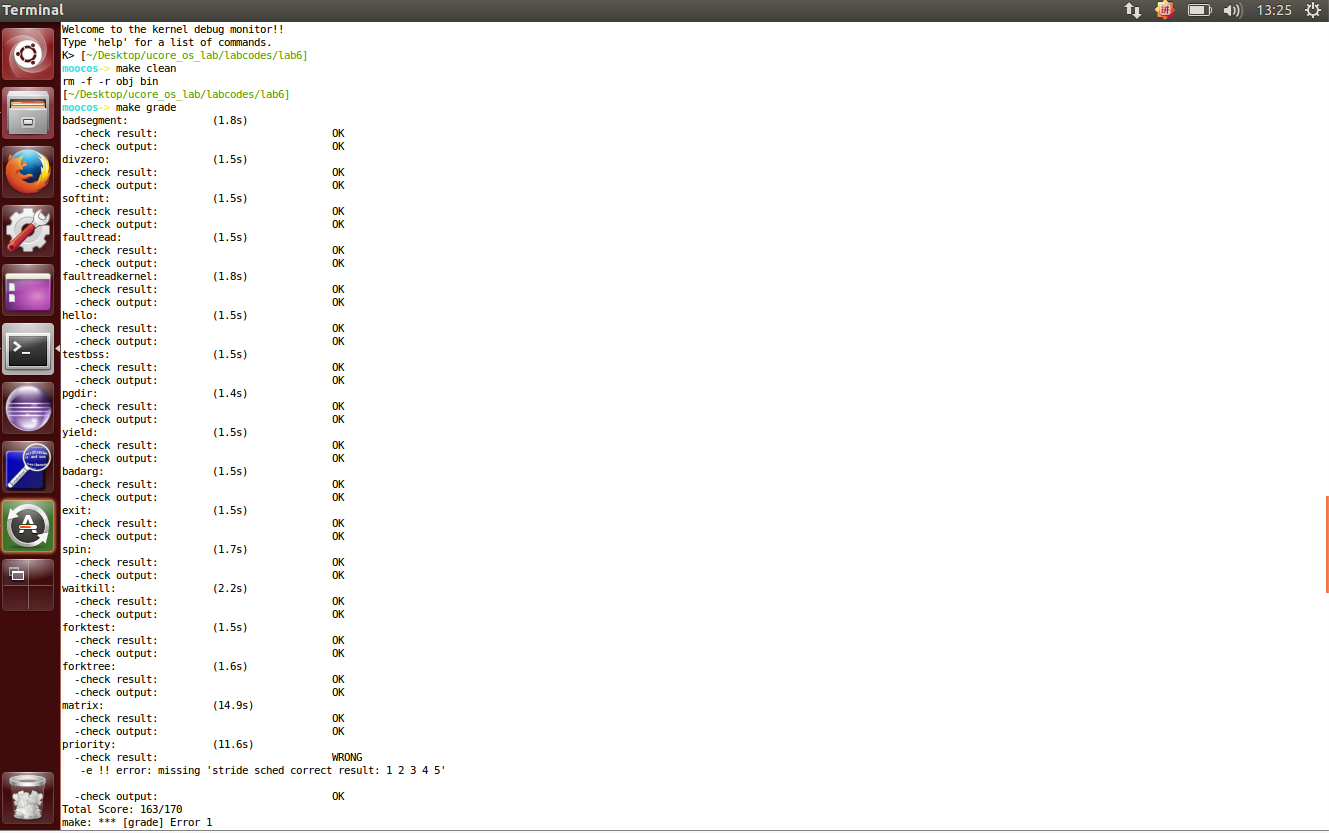 Terminal
拼
13:25
Welcome to the kernel debug monitor!!
Type 'help' for a list of commands.
K> [~/Desktop/ucore_os_lab/labcodes/lab6]
moocos-> make clean
rm -f -r obj bin
[~/Desktop/ucore_os_lab/labcodes/lab6]
moocos-> make grade
badsegment: (1.8s)
-check result: OK
-check output: OK
divzero: (1.5s)
-check result: OK
-check output: OK
softint: (1.5s)
-check result: OK
-check output: OK
faultread: (1.5s)
-check result: OK
-check output: OK
faultreadkernel: (1.8s)
-check result: OK
-check output: OK
hello: (1.5s)
-check result: OK
-check output: OK
testbss: (1.5s)
-check result: OK
-check output: OK
pgdir: (1.4s)
-check result: OK
-check output: OK
yield: (1.5s)
-check result: OK
-check output: OK
badarg: (1.5s)
-check result: OK
-check output: OK
exit: (1.5s)
-check result: OK
-check output: OK
spin: (1.7s)
-check result: OK
-check output: OK
waitkill: (2.2s)
-check result: OK
-check output: OK
forktest: (1.5s)
-check result: OK
-check output: OK
forktree: (1.6s)
-check result: OK
-check output: OK
matrix: (14.9s)
-check result: OK
-check output: OK
priority: (11.6s)
-check result: WRONG
-e !! error: missing 'stride sched correct result: 1 2 3 4 5'
-check output: OK
Total Score: 163/170
make: *** [grade] Error 1